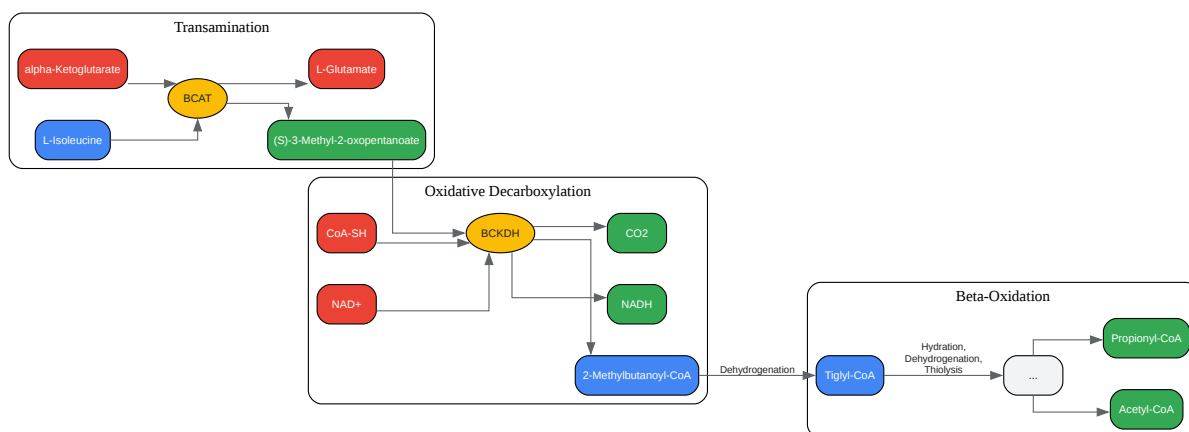 Transamination
alpha-Ketoglutarate
L-Glutamate
BCAT
L-Isoleucine
(S)-3-Methyl-2-oxopentanoate
Oxidative Decarboxylation
CoA-SH
BCKDH
CO2
NAD+
NADH
2-Methylbutanoyl-CoA
Dehydrogenation
Beta-Oxidation
Tiglyl-CoA
Hydration,
Dehydrogenation,
Thiolysis
...
Propionyl-CoA
Acetyl-CoA